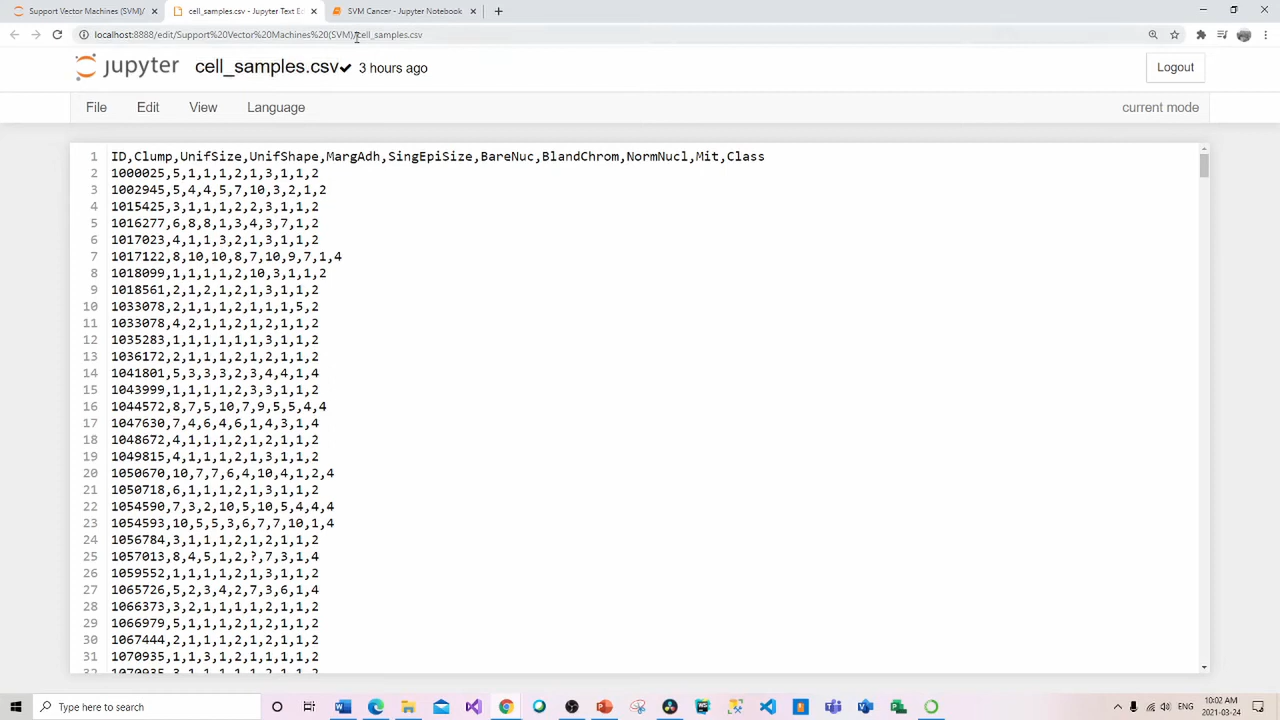 Support Vector Machines (SVM)/
cell_samples.csv - Jupyter Text Ed
SVM Cancer - Jupyter Notebook
localhost:8888/edit/Support%20Vector%20Machines%20(SVM)/cell_samples.csv
jupyter cell_samples.csv 3 hours ago
Logout
File Edit View Language current mode
1 ID,Clump,UnifSize,UnifShape,MargAdh,SingEpiSize,BareNuc,BlandChrom,NormNucl,Mit,Class
2 1000025,5,1,1,1,2,1,3,1,1,2
3 1002945,5,4,4,5,7,10,3,2,1,2
4 1015425,3,1,1,1,2,2,3,1,1,2
5 1016277,6,8,8,1,3,4,3,7,1,2
6 1017023,4,1,1,3,2,1,3,1,1,2
7 1017122,8,10,10,8,7,10,9,7,1,4
8 1018099,1,1,1,1,2,10,3,1,1,2
9 1018561,2,1,2,1,2,1,3,1,1,2
10 1033078,2,1,1,1,2,1,1,1,5,2
11 1033078,4,2,1,1,2,1,2,1,1,2
12 1035283,1,1,1,1,1,1,3,1,1,2
13 1036172,2,1,1,1,2,1,2,1,1,2
14 1041801,5,3,3,3,2,3,4,4,1,4
15 1043999,1,1,1,1,2,3,3,1,1,2
16 1044572,8,7,5,10,7,9,5,5,4,4
17 1047630,7,4,6,4,6,1,4,3,1,4
18 1048672,4,1,1,1,2,1,2,1,1,2
19 1049815,4,1,1,1,2,1,3,1,1,2
20 1050670,10,7,7,6,4,10,4,1,2,4
21 1050718,6,1,1,1,2,1,3,1,1,2
22 1054590,7,3,2,10,5,10,5,4,4,4
23 1054593,10,5,5,3,6,7,7,10,1,4
24 1056784,3,1,1,1,2,1,2,1,1,2
25 1057013,8,4,5,1,2,?,7,3,1,4
26 1059552,1,1,1,1,2,1,3,1,1,2
27 1065726,5,2,3,4,2,7,3,6,1,4
28 1066373,3,2,1,1,1,1,2,1,1,2
29 1066979,5,1,1,1,2,1,2,1,1,2
30 1067444,2,1,1,1,2,1,2,1,1,2
31 1070935,1,1,3,1,2,1,1,1,1,2
Type here to search
ENG
10:02 AM
2021-03-24